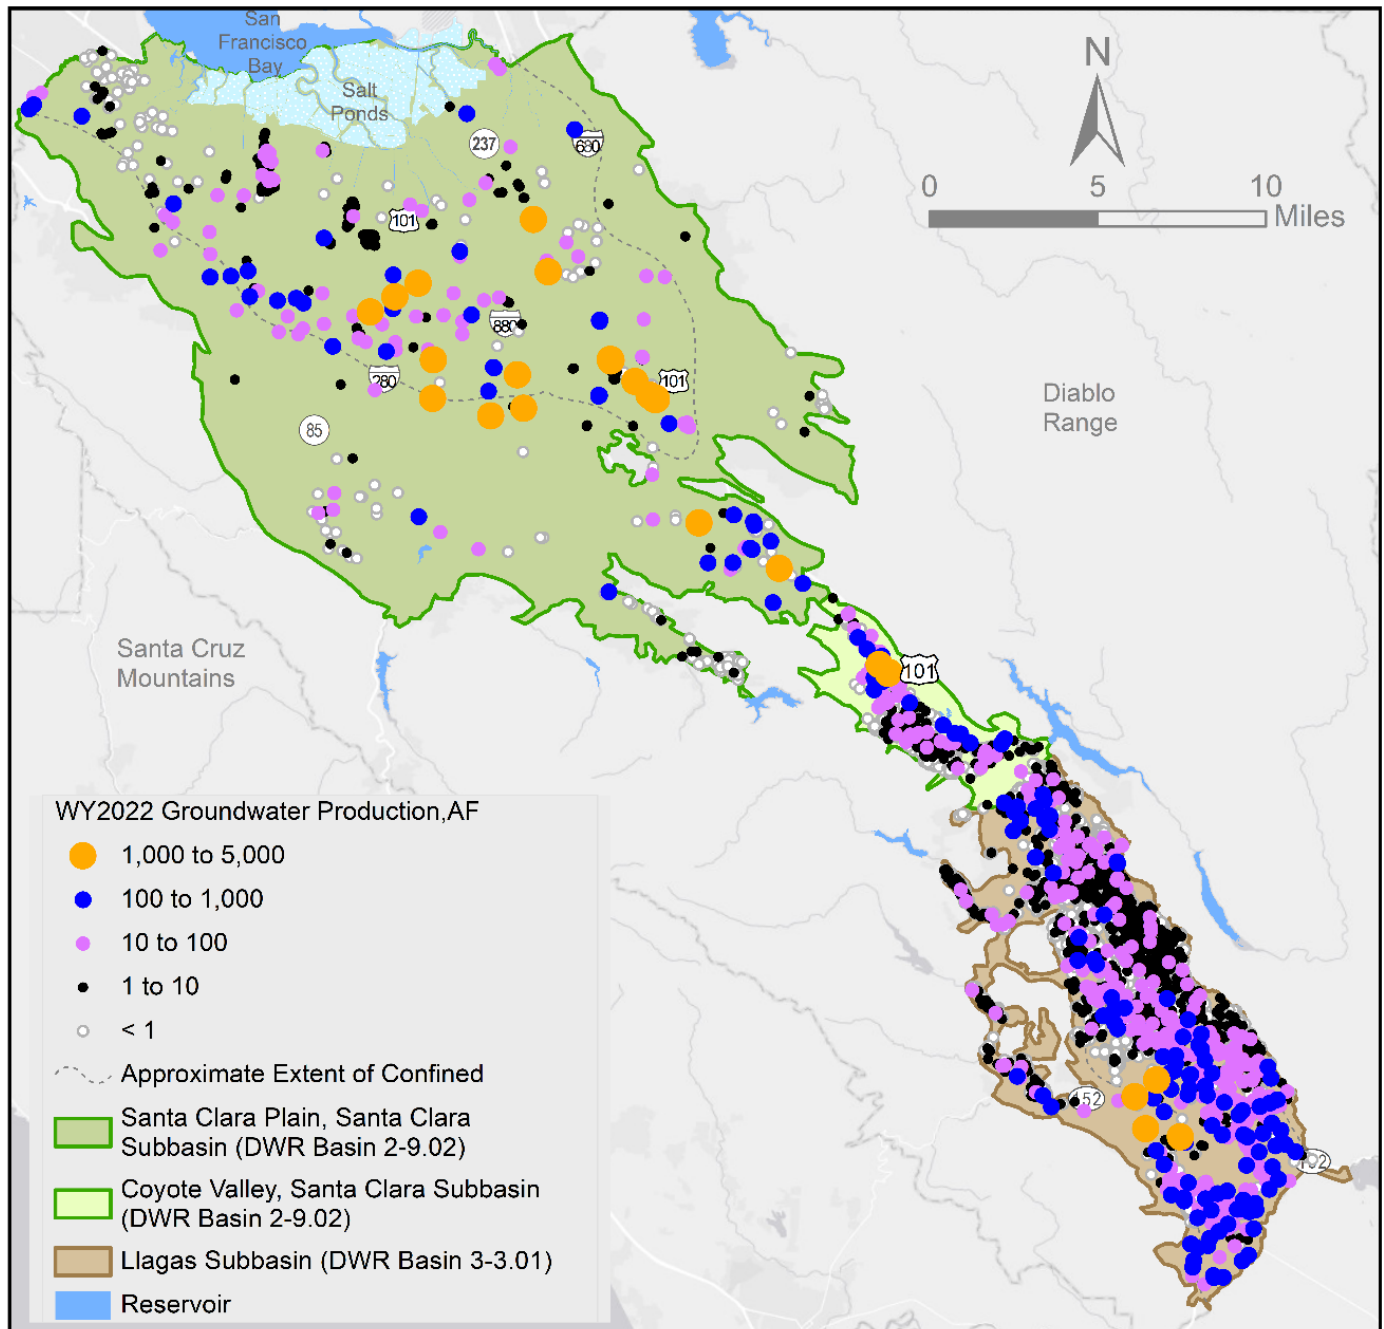 San
Francisco
Bay
Salt
Ponds
N
237
680
0 5 10
Miles
101
880
Diablo
Range
280
101
85
Santa Cruz
Mountains
101
WY2022 Groundwater Production,AF
1,000 to 5,000
100 to 1,000
10 to 100
1 to 10
< 1
Approximate Extent of Confined
Santa Clara Plain, Santa Clara
Subbasin (DWR Basin 2-9.02)
Coyote Valley, Santa Clara Subbasin
(DWR Basin 2-9.02)
Llagas Subbasin (DWR Basin 3-3.01)
Reservoir
152